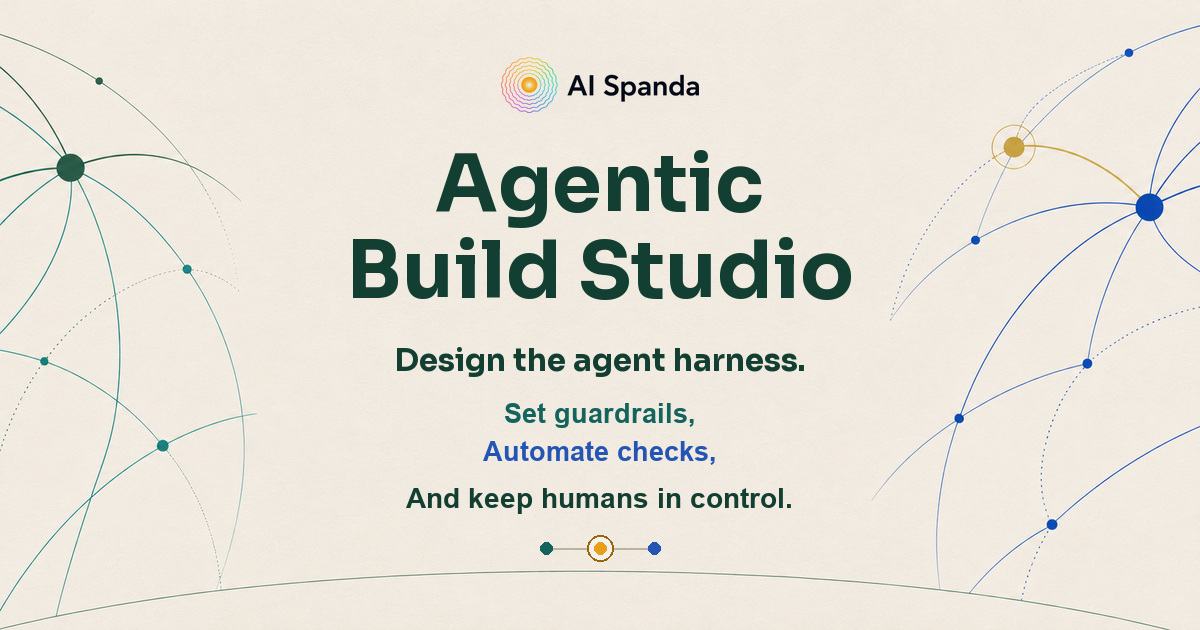 AI Spanda
Agentic
Build Studio
Design the agent harness.
Set guardrails,
Automate checks,
And keep humans in control.